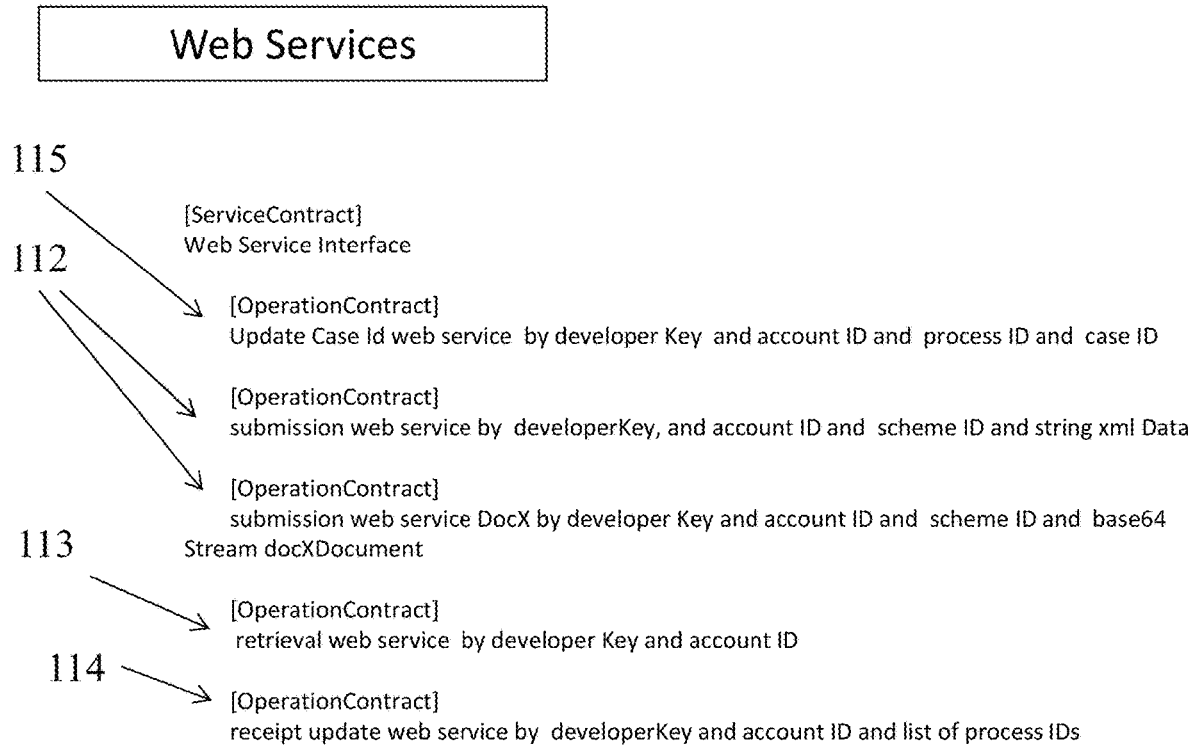 Web Services
115
[ServiceContract]
Web Service Interface
112
[OperationContract]
Update Case Id web service by developer Key and account ID and process ID and case ID
[OperationContract]
submission web service by developerKey, and account ID and scheme ID and string xml Data
[OperationContract]
submission web service DocX by developer Key and account ID and scheme ID and base64
Stream docXDocument
113
[OperationContract]
retrieval web service by developer Key and account ID
114
[OperationContract]
receipt update web service by developerKey and account ID and list of process IDs